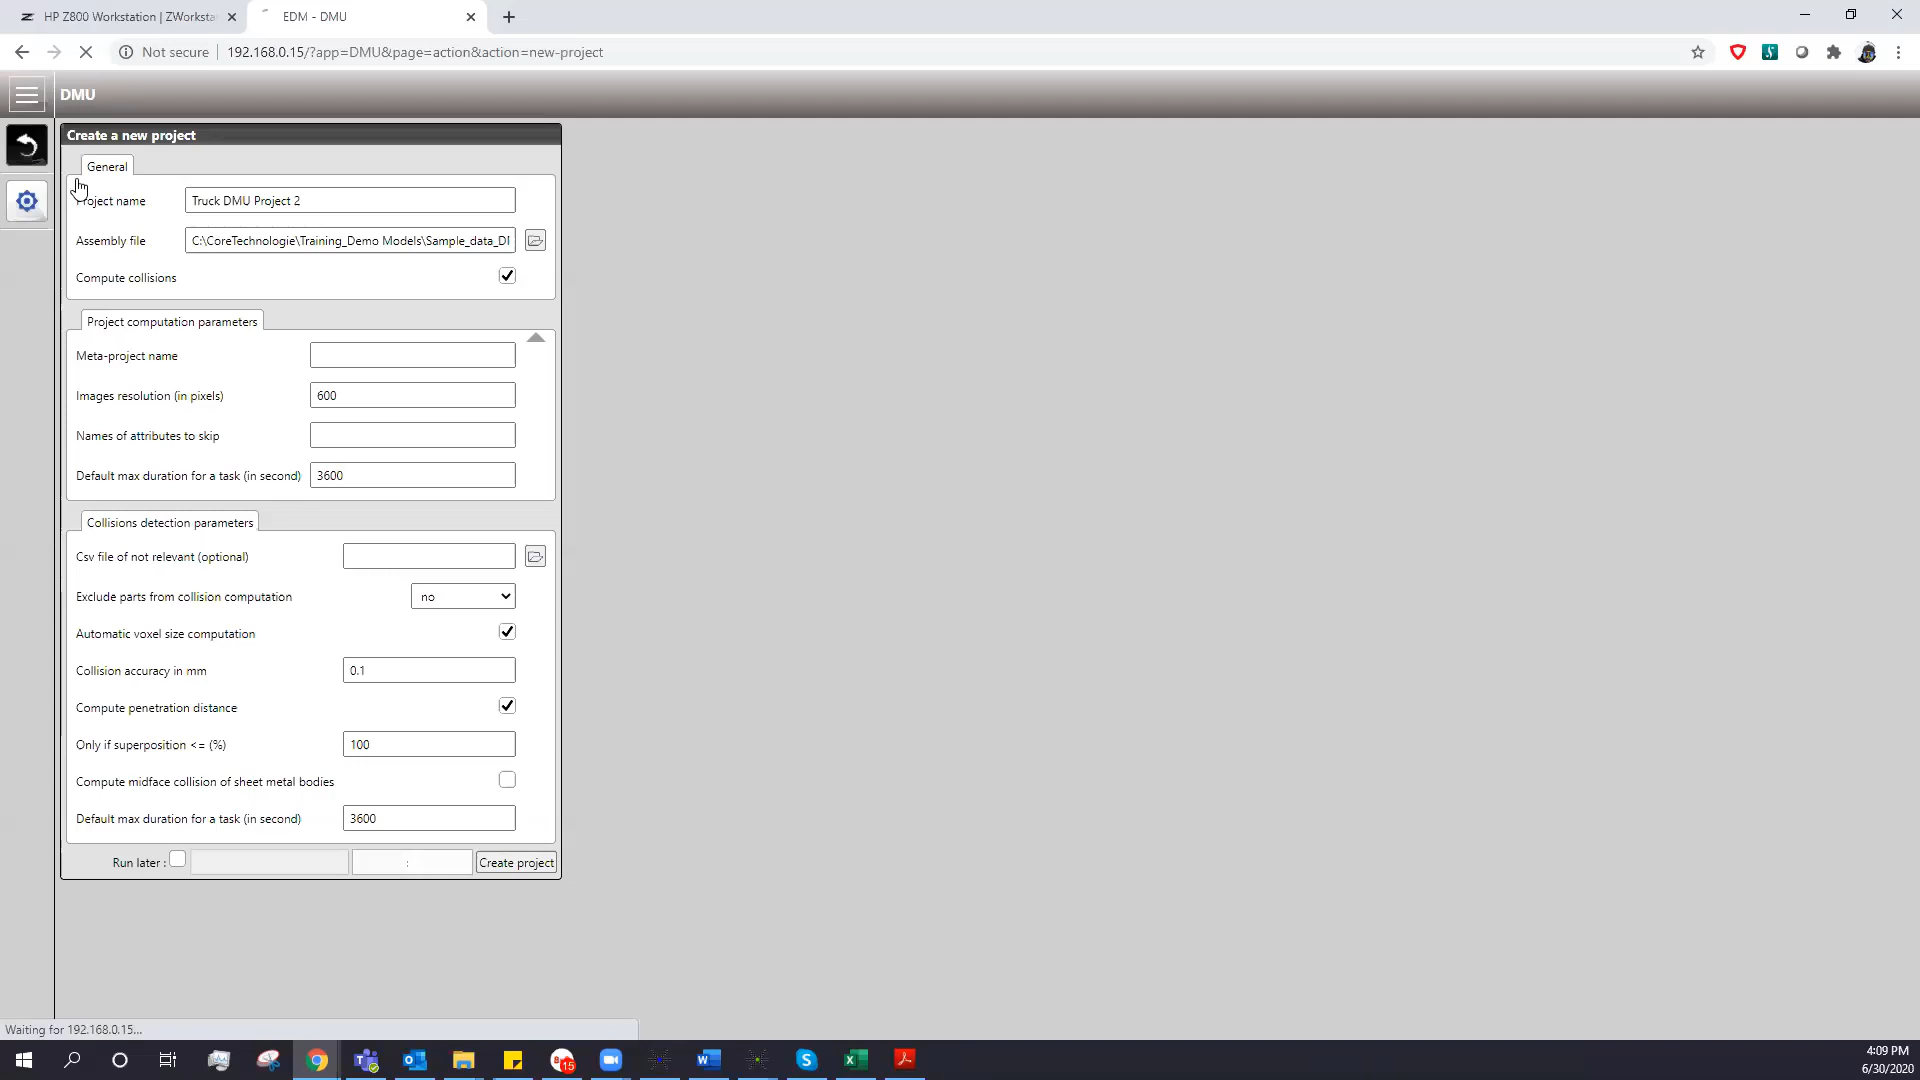 HP Z800 Workstation | ZWorksta
EDM - DMU
Not secure
192.168.0.15/?app=DMU&page=action&action=new-project
DMU
Create a new project
General
Project name
Truck DMU Project 2
Assembly file
C:\CoreTechnologie\Training_Demo Models\Sample_data_D
Compute collisions
Project computation parameters
Meta-project name
Images resolution (in pixels)
600
Names of attributes to skip
Default max duration for a task (in second)
3600
Collisions detection parameters
Csv file of not relevant (optional)
Exclude parts from collision computation
no
Automatic voxel size computation
Collision accuracy in mm
0.1
Compute penetration distance
Only if superposition <= (%)
100
Compute midface collision of sheet metal bodies
Default max duration for a task (in second)
3600
Run later :
:
Create project
Waiting for 192.168.0.15...
15
4:09 PM
6/30/2020